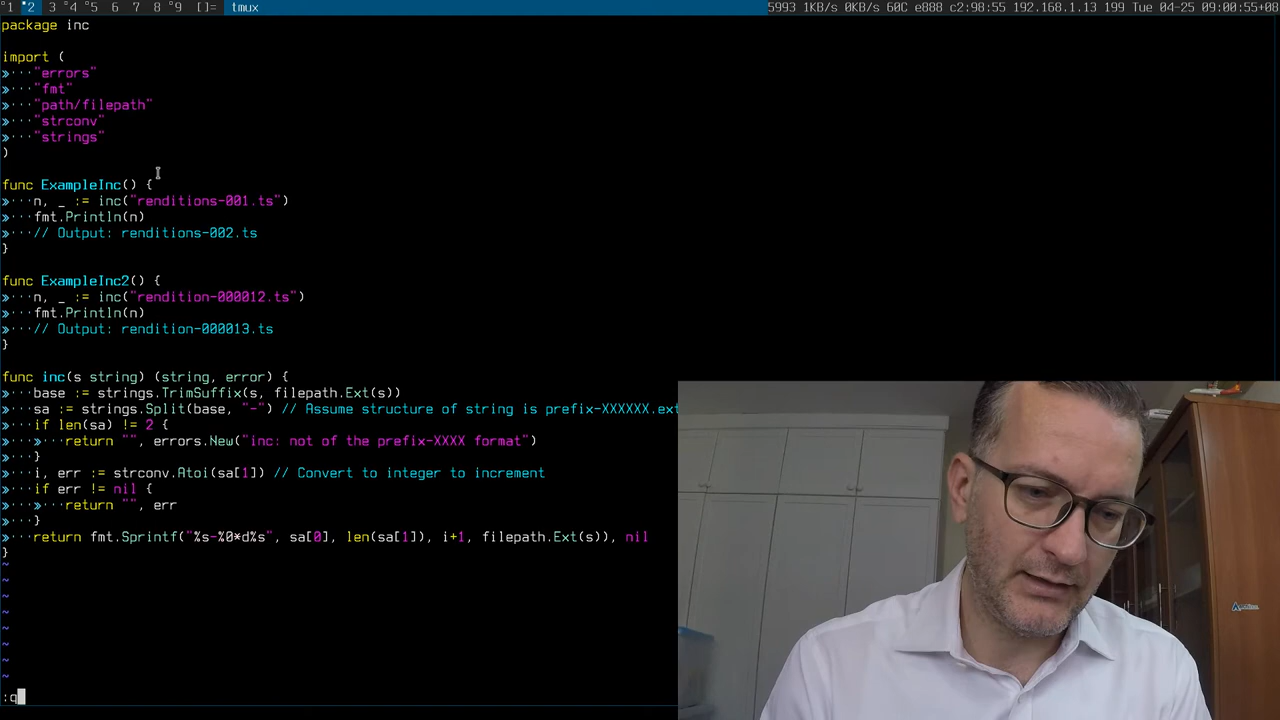 ¹1 ²2 3 ⁴4 ⁴5 6 7 8 ⁸9 []= tmux 5993 1KB/s 0KB/s 60C e888 c2:98:55 192.168.1.13 199 Tue 04-25 09:00:55+08
package inc
import (
»···"errors"
»···"fmt"
»···"path/filepath"
»···"strconv"
»···"strings"
)
func ExampleInc() {
»···n, _ := inc("renditions-001.ts")
»···fmt.Println(n)
»···// Output: renditions-002.ts
}
func ExampleInc2() {
»···n, _ := inc("rendition-000012.ts")
»···fmt.Println(n)
»···// Output: rendition-000013.ts
}
func inc(s string) (string, error) {
»···base := strings.TrimSuffix(s, filepath.Ext(s))
»···sa := strings.Split(base, "-") // Assume structure of string is prefix-XXXXXX.ext
»···if len(sa) != 2 {
»···»···return "", errors.New("inc: not of the prefix-XXXX format")
»···}
»···i, err := strconv.Atoi(sa[1]) // Convert to integer to increment
»···if err != nil {
»···»···return "", err
»···}
»···return fmt.Sprintf("%s-%0*d%s", sa[0], len(sa[1]), i+1, filepath.Ext(s)), nil
}
~
~
~
~
~
~
~
~
:q